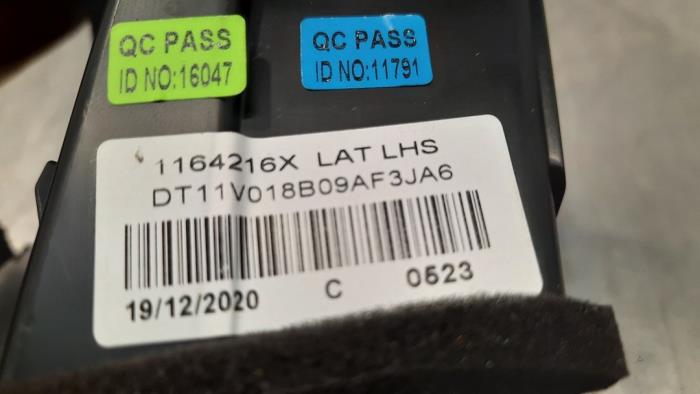 QC PASS
ID NO:16047
QC PASS
ID NO:11791
1164216X LAT LHS
DT11V018B09AF3JA6
19/12/2020 C 0523